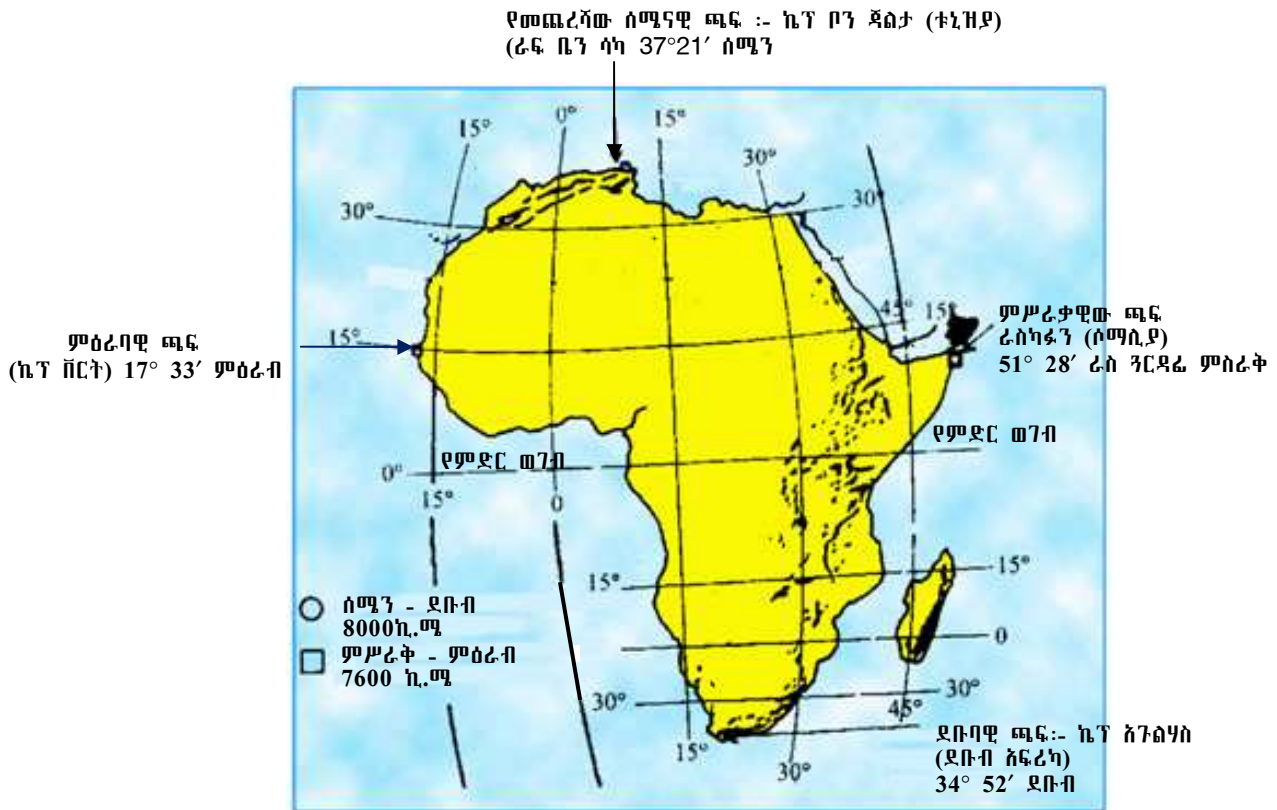 የመጨረሻው ሰሜናዊ ጫፍ :- ኬፕ ቦን ጃልታ (ቱኒዝያ)
(ራፍ ቤን ሳካ 37°21′ ሰሜን
15°
0°
15°
30°
30°
30°
45°
15°
ምሥራቃዊው ጫፍ
ራስካፉን (ሶማሊያ)
51° 28′ ራስ ጓርዳፊ ምስራቅ
15°
ምዕራባዊ ጫፍ
(ኬፕ ቨርት) 17° 33′ ምዕራብ
የምድር ወገብ
0°
የምድር ወገብ
15°
0
15°
15°
ሰሜን - ደቡብ
8000ኪ.ሜ
0
ምሥራቅ - ምዕራብ
7600 ኪ.ሜ
30°
30°
45°
15°
30°
ደቡባዊ ጫፍ:- ኬፕ አጉልሃስ
(ደቡብ አፍሪካ)
34° 52′ ደቡብ